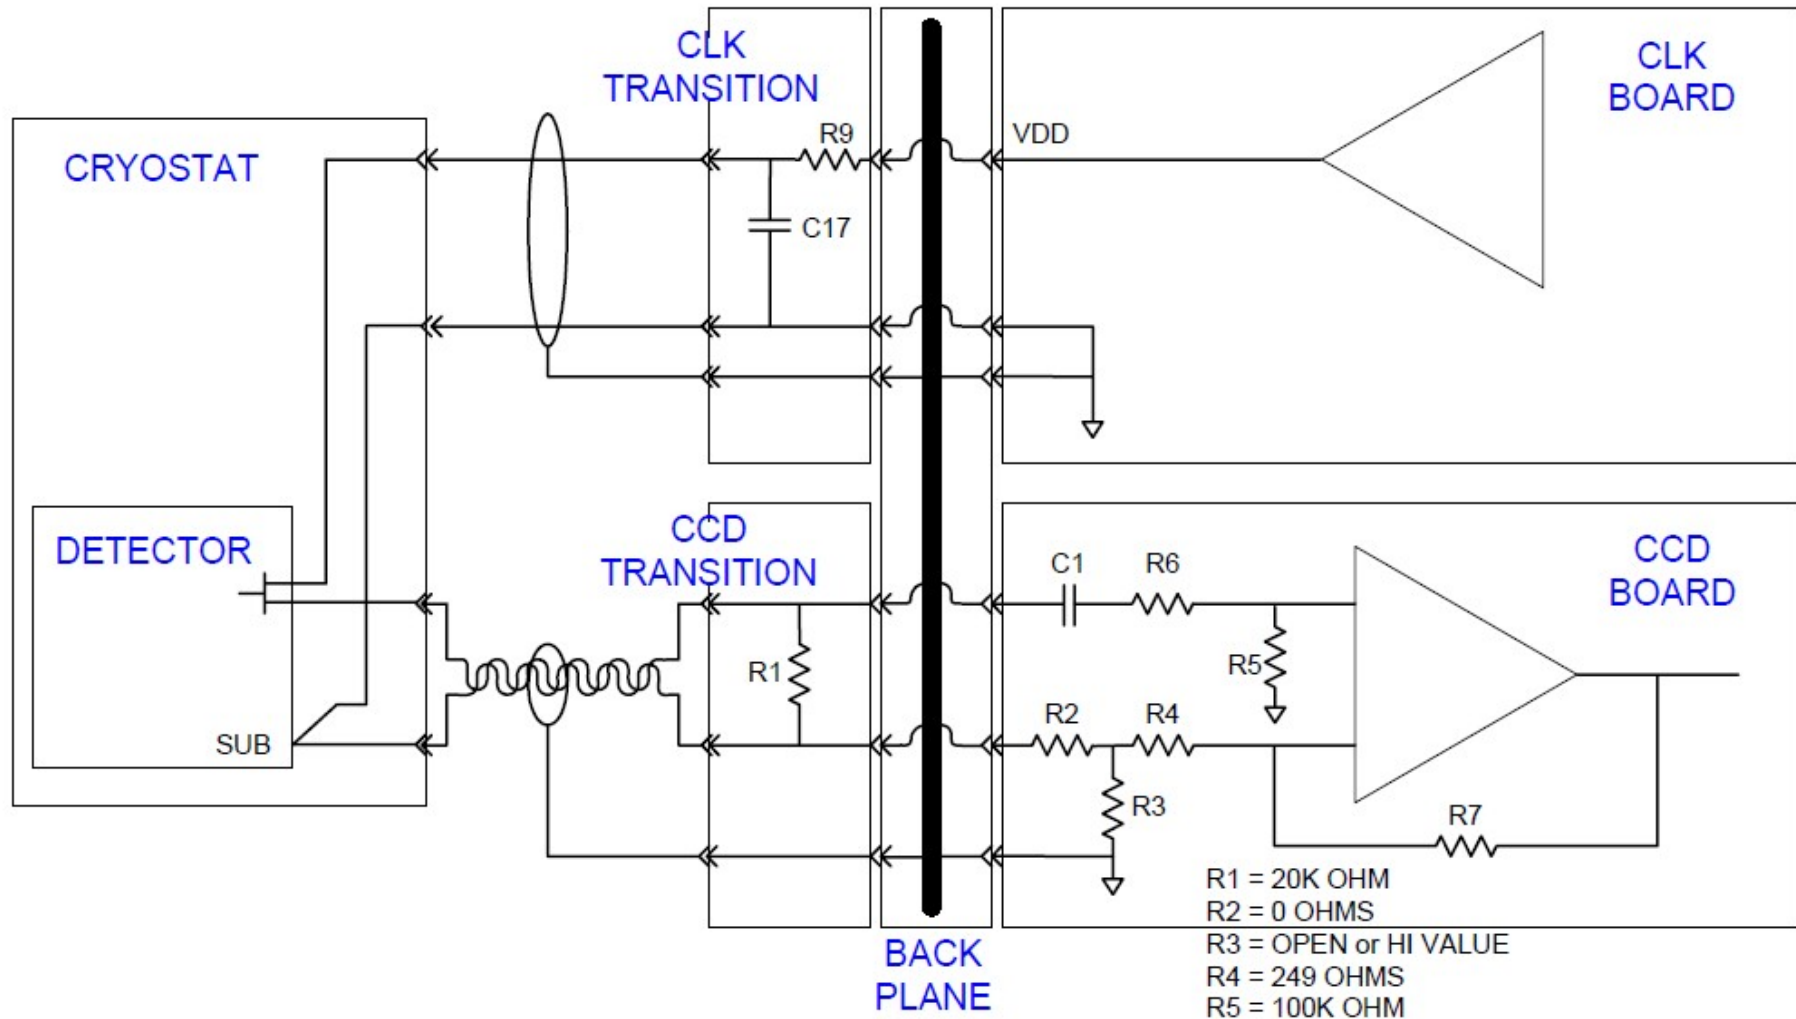 CLK
TRANSITION
CLK
BOARD
CRYOSTAT
R9
VDD
C17
DETECTOR
SUB
CCD
TRANSITION
R1
C1
R6
CCD
BOARD
R5
R2
R4
R3
R7
BACK
PLANE
R1 = 20K OHM
R2 = 0 OHMS
R3 = OPEN or HI VALUE
R4 = 249 OHMS
R5 = 100K OHM